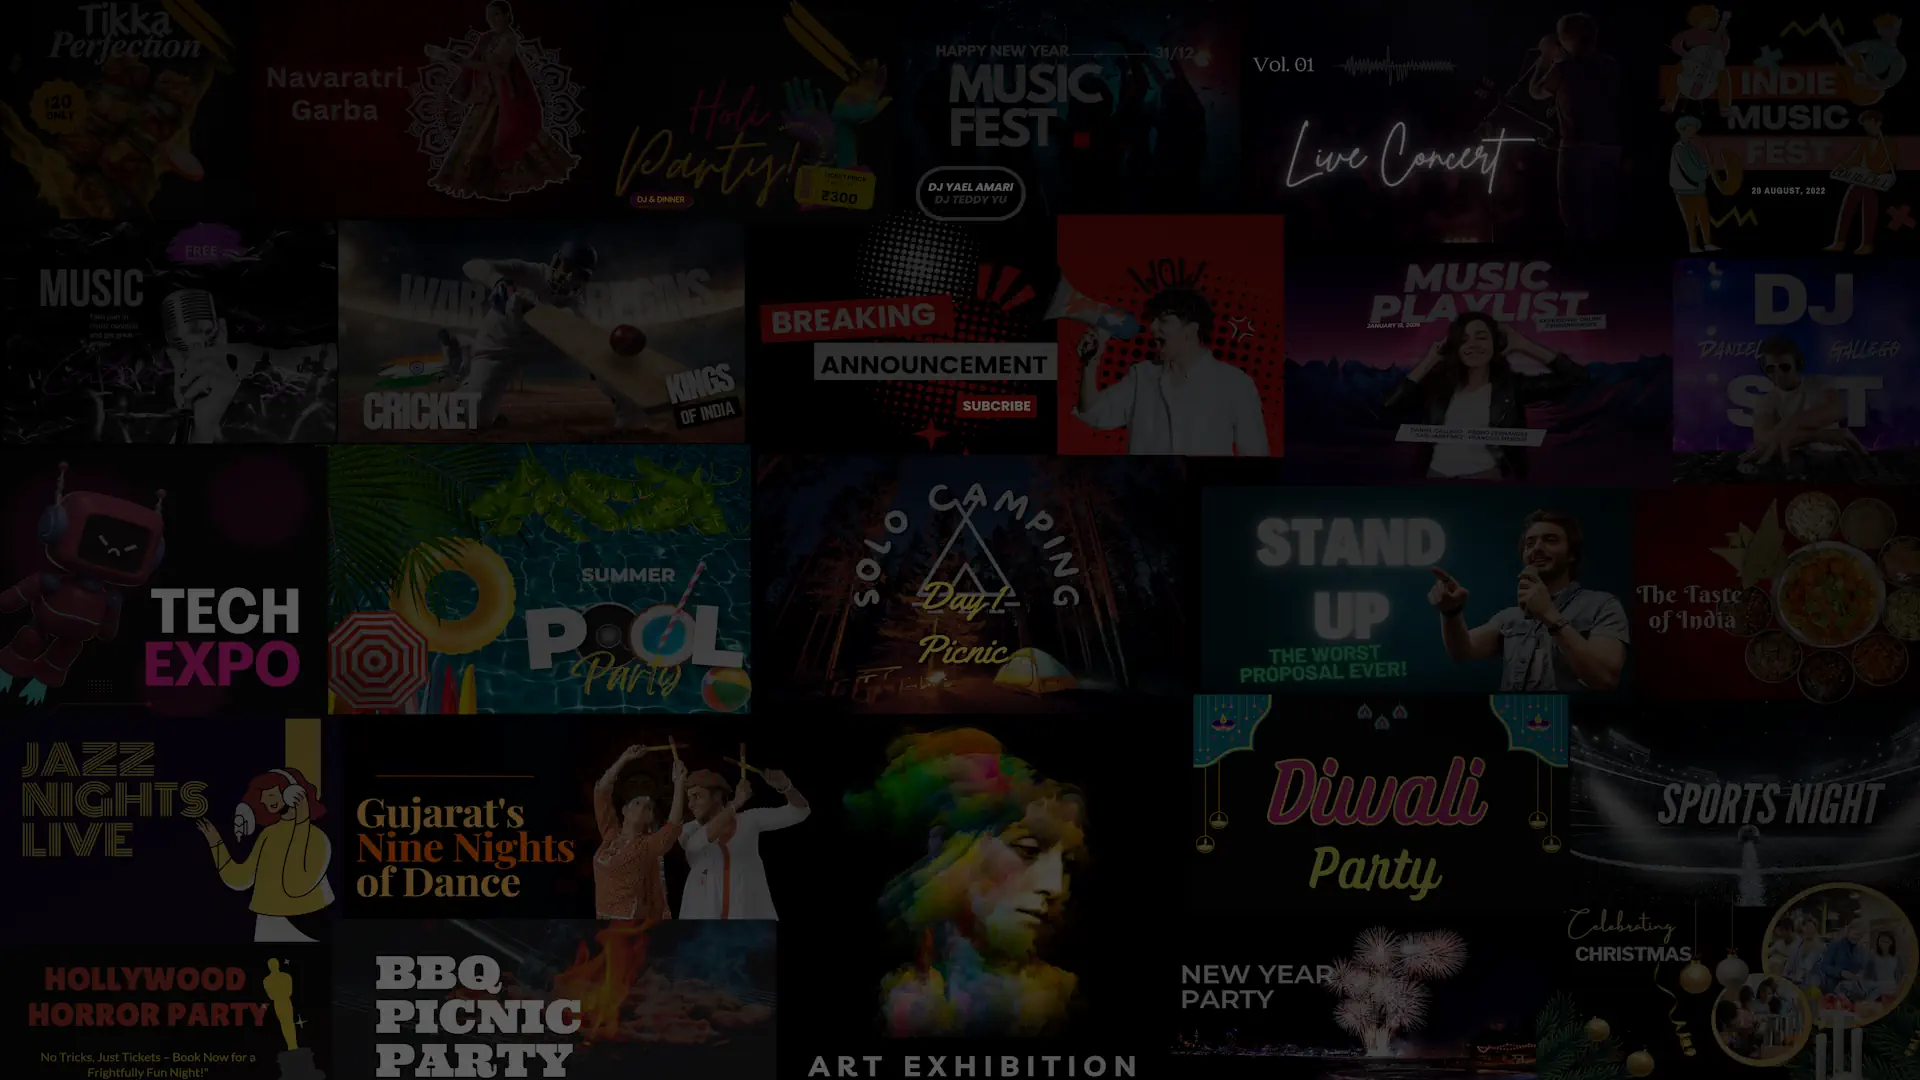 Tikka
Perfection
120
ONLY
Navaratri
Garba
Holi
Party!
DJ & DINNER
₹300
HAPPY NEW YEAR
31/12
MUSIC
FEST
DJ YAEL AMARI
DJ TEDDY YU
Vol. 01
Live Concert
INDIE
MUSIC
FEST
29 AUGUST, 2022
FREE
MUSIC
WAR BEGINS
CRICKET
KINGS
OF INDIA
BREAKING
ANNOUNCEMENT
SUBCRIBE
WOW
MUSIC
PLAYLIST
DJ
DANIEL GALLEGO
TECH
EXPO
SUMMER
POOL
Party
SOLO CAMPING
Day 1
Picnic
STAND
UP
THE WORST
PROPOSAL EVER!
The Taste
of India
JAZZ
NIGHTS
LIVE
Gujarat's
Nine Nights
of Dance
Diwali
Party
SPORTS NIGHT
HOLLYWOOD
HORROR PARTY
No Tricks, Just Tickets – Book Now for a
Frightfully Fun Night!"
BBQ
PICNIC
PARTY
ART EXHIBITION
NEW YEAR
PARTY
Celebrating
CHRISTMAS